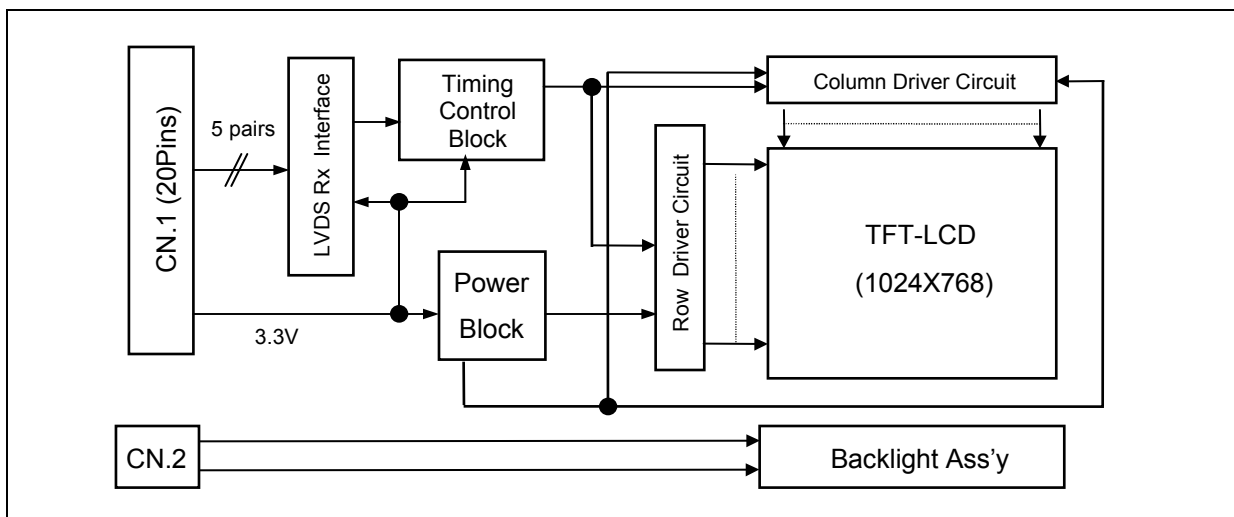 CN.1 (20Pins)
5 pairs
3.3V
LVDS Rx Interface
Timing
Control
Block
Power
Block
Row Driver Circuit
Column Driver Circuit
TFT-LCD
(1024X768)
CN.2
Backlight Ass'y